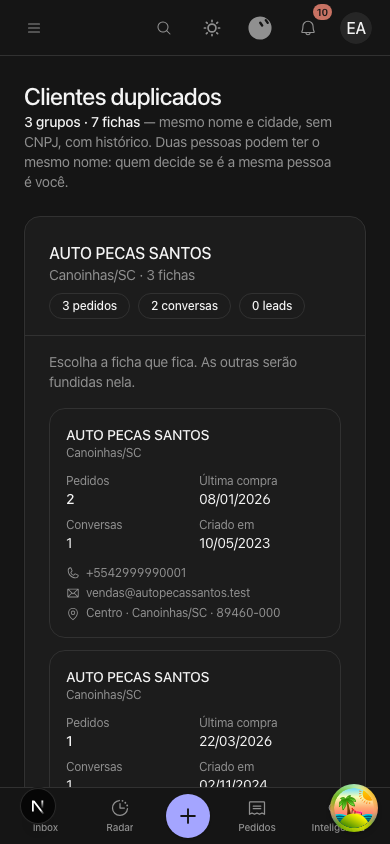 10
EA
Clientes duplicados
3 grupos · 7 fichas — mesmo nome e cidade, sem
CNPJ, com histórico. Duas pessoas podem ter o
mesmo nome: quem decide se é a mesma pessoa
é você.
AUTO PECAS SANTOS
Canoinhas/SC · 3 fichas
3 pedidos 2 conversas 0 leads
Escolha a ficha que fica. As outras serão
fundidas nela.
AUTO PECAS SANTOS
Canoinhas/SC
Pedidos Última compra
2 08/01/2026
Conversas Criado em
1 10/05/2023
+5542999990001
vendas@autopecassantos.test
Centro · Canoinhas/SC · 89460-000
AUTO PECAS SANTOS
Canoinhas/SC
Pedidos Última compra
1 22/03/2026
Conversas Criado em
1 02/11/2024
N
Inbox Radar Pedidos